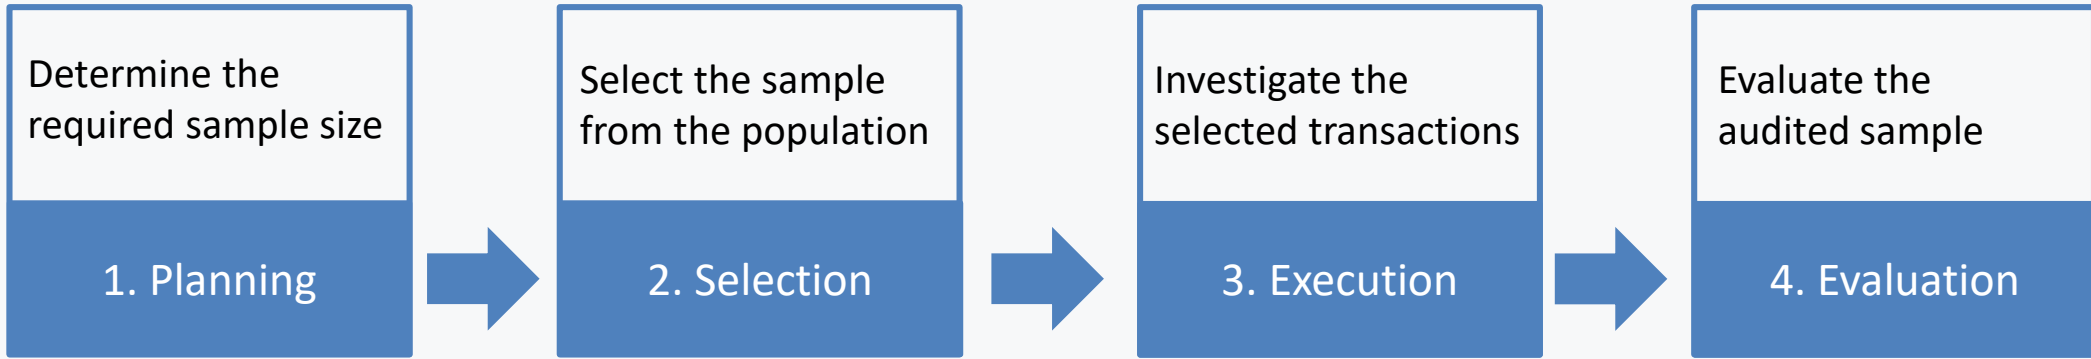 Determine the
required sample size
1. Planning
Select the sample
from the population
2. Selection
Investigate the
selected transactions
3. Execution
Evaluate the
audited sample
4. Evaluation